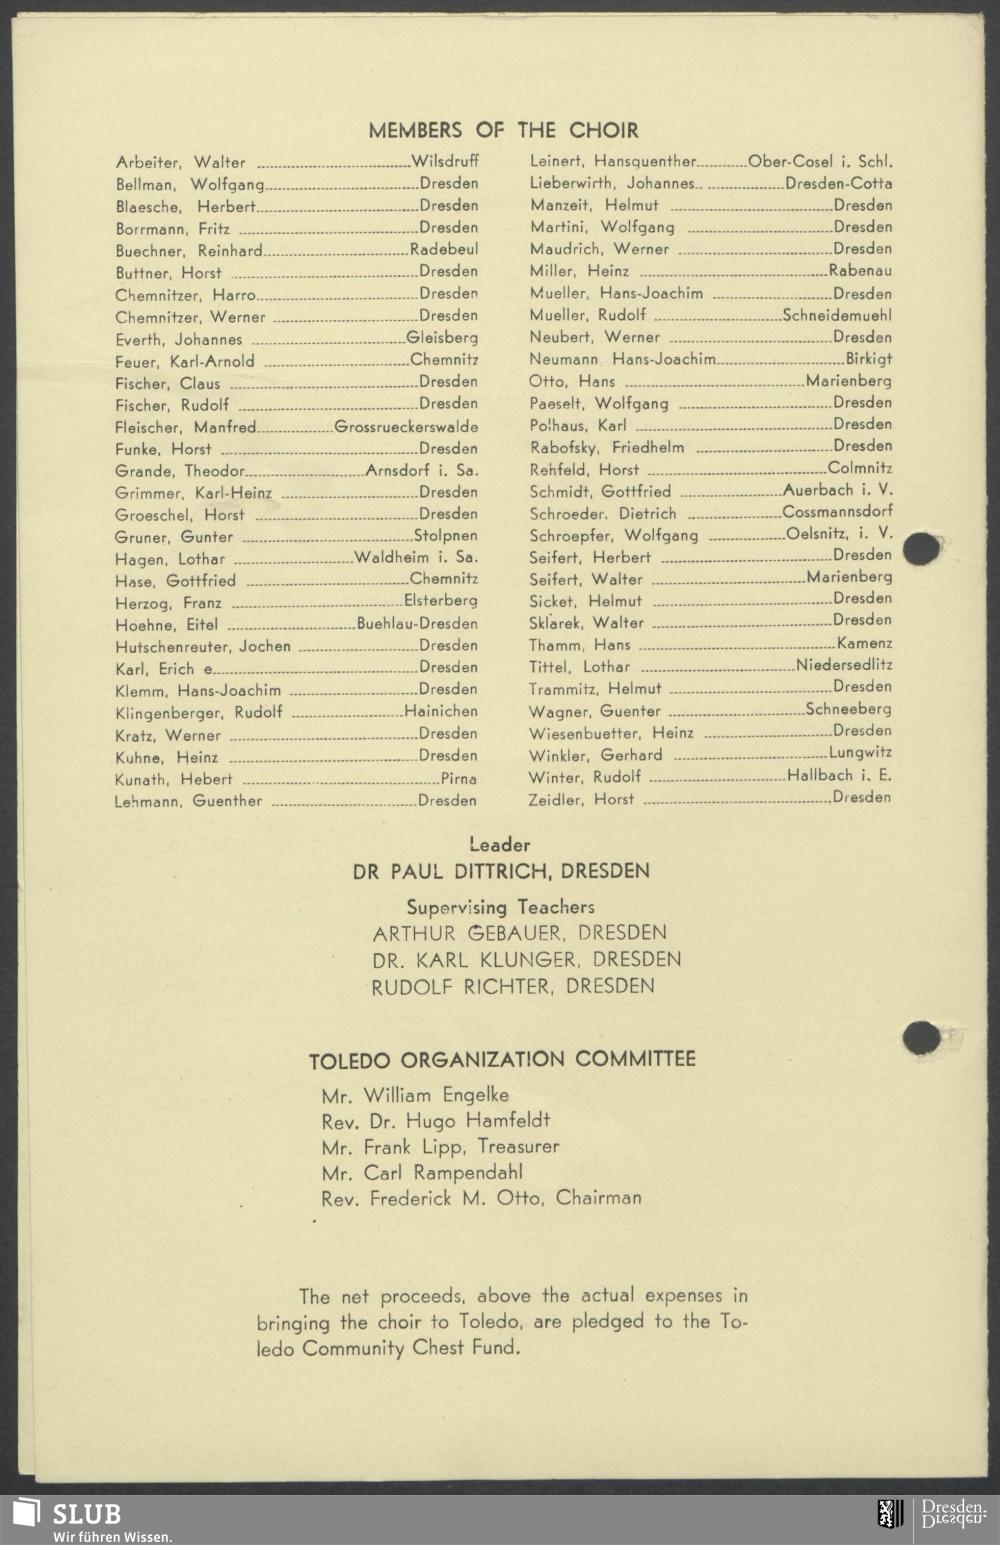 MEMBERS OF THE CHOIR
Arbeiter, Walter Wilsdruff
Bellman, Wolfgang Dresden
Blaesche, Herbert Dresden
Borrmann, Fritz Dresden
Buechner, Reinhard Radebeul
Buttner, Horst Dresden
Chemnitzer, Harro Dresden
Chemnitzer, Werner Dresden
Everth, Johannes Gleisberg
Feuer, Karl-Arnold Chemnitz
Fischer, Claus Dresden
Fischer, Rudolf Dresden
Fleischer, Manfred Grossrueckerswalde
Funke, Horst Dresden
Grande, Theodor Arnsdorf i. Sa.
Grimmer, Karl-Heinz Dresden
Groeschel, Horst Dresden
Gruner, Gunter Stolpnen
Hagen, Lothar Waldheim i. Sa.
Hase, Gottfried Chemnitz
Herzog, Franz Elsterberg
Hoehne, Eitel Buehlau-Dresden
Hutschenreuter, Jochen Dresden
Karl, Erich e Dresden
Klemm, Hans-Joachim Dresden
Klingenberger, Rudolf Hainichen
Kratz, Werner Dresden
Kuhne, Heinz Dresden
Kunath, Hebert Pirna
Lehmann, Guenther Dresden
Leinert, Hansquenther Ober-Cosel i. Schl.
Lieberwirth, Johannes Dresden-Cotta
Manzeit, Helmut Dresden
Martini, Wolfgang Dresden
Maudrich, Werner Dresden
Miller, Heinz Rabenau
Mueller, Hans-Joachim Dresden
Mueller, Rudolf Schneidemuehl
Neubert, Werner Dresden
Neumann Hans-Joachim Birkigt
Otto, Hans Marienberg
Paeselt, Wolfgang Dresden
Polhaus, Karl Dresden
Rabofsky, Friedhelm Dresden
Rehfeld, Horst Colmnitz
Schmidt, Gottfried Auerbach i. V.
Schroeder. Dietrich Cossmannsdorf
Schroepfer, Wolfgang Oelsnitz, i. V.
Seifert, Herbert Dresden
Seifert, Walter Marienberg
Sicket, Helmut Dresden
Sklarek, Walter Dresden
Thamm, Hans Kamenz
Tittel, Lothar Niedersedlitz
Trammitz, Helmut Dresden
Wagner, Guenter Schneeberg
Wiesenbuetter, Heinz Dresden
Winkler, Gerhard Lungwitz
Winter, Rudolf Hallbach i. E.
Zeidler, Horst Dresden
Leader
DR PAUL DITTRICH, DRESDEN
Supervising Teachers
ARTHUR GEBAUER, DRESDEN
DR. KARL KLUNGER, DRESDEN
RUDOLF RICHTER, DRESDEN
TOLEDO ORGANIZATION COMMITTEE
Mr. William Engelke
Rev. Dr. Hugo Hamfeldt
Mr. Frank Lipp, Treasurer
Mr. Carl Rampendahl
Rev. Frederick M. Otto, Chairman
The net proceeds, above the actual expenses in
bringing the choir to Toledo, are pledged to the To-
ledo Community Chest Fund.
SLUB
Wir führen Wissen.
Dresden.
Dresden.